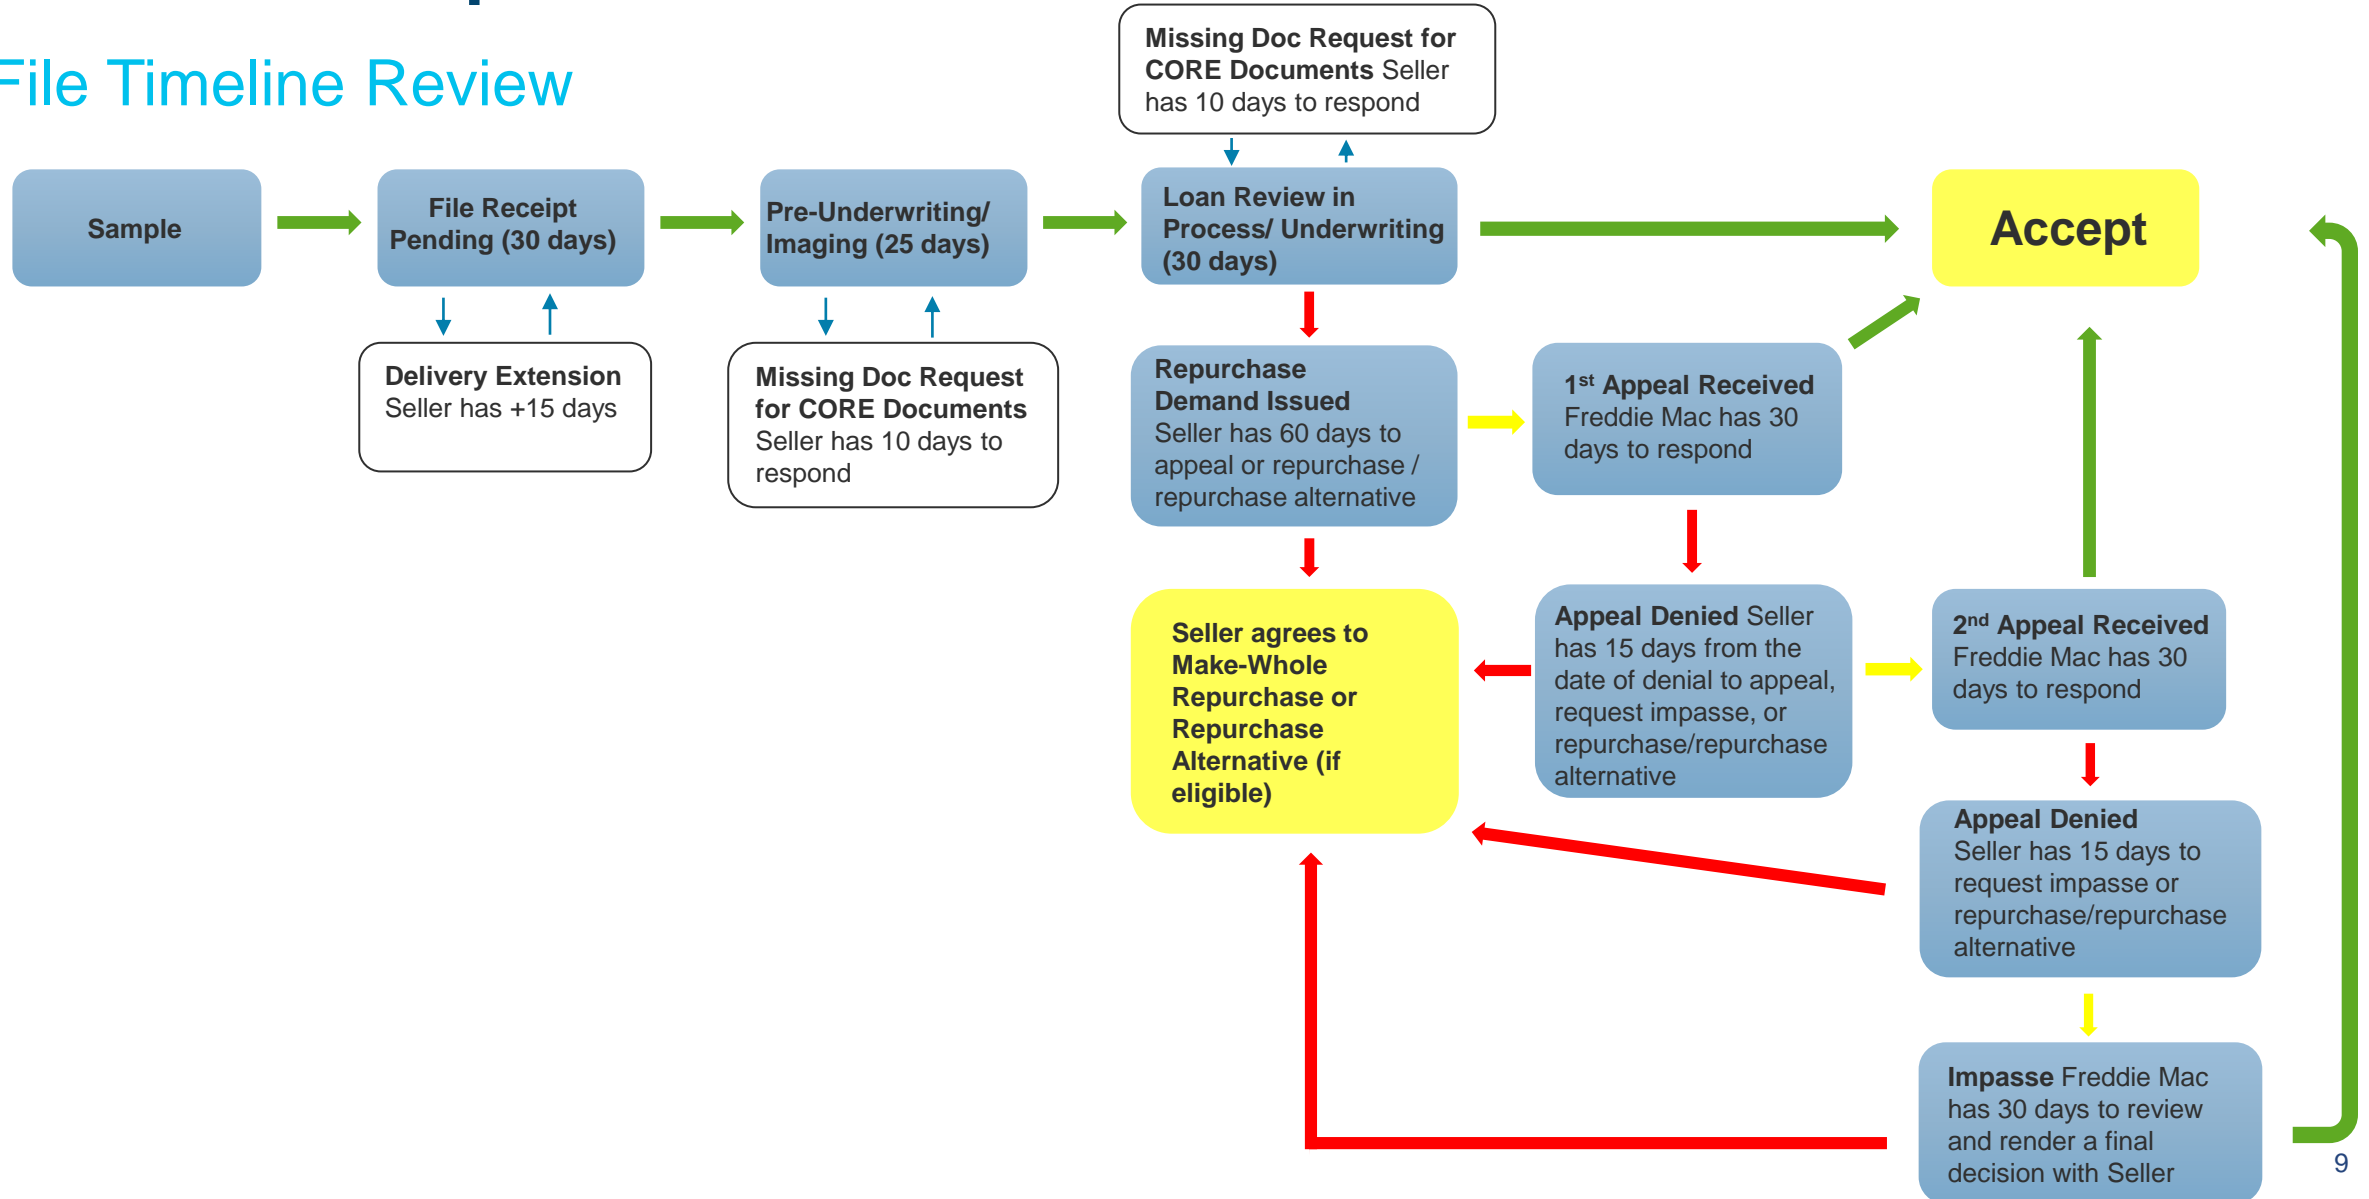 File Timeline Review
Missing Doc Request for
CORE Documents Seller
has 10 days to respond
Sample
File Receipt
Pending (30 days)
Pre-Underwriting/
Imaging (25 days)
Loan Review in
Process/ Underwriting
(30 days)
Accept
Delivery Extension
Seller has +15 days
Missing Doc Request
for CORE Documents
Seller has 10 days to
respond
Repurchase
Demand Issued
Seller has 60 days to
appeal or repurchase /
repurchase alternative
1st Appeal Received
Freddie Mac has 30
days to respond
Seller agrees to
Make-Whole
Repurchase or
Repurchase
Alternative (if
eligible)
Appeal Denied Seller
has 15 days from the
date of denial to appeal,
request impasse, or
repurchase/repurchase
alternative
2nd Appeal Received
Freddie Mac has 30
days to respond
Appeal Denied
Seller has 15 days to
request impasse or
repurchase/repurchase
alternative
Impasse Freddie Mac
has 30 days to review
and render a final
decision with Seller
9